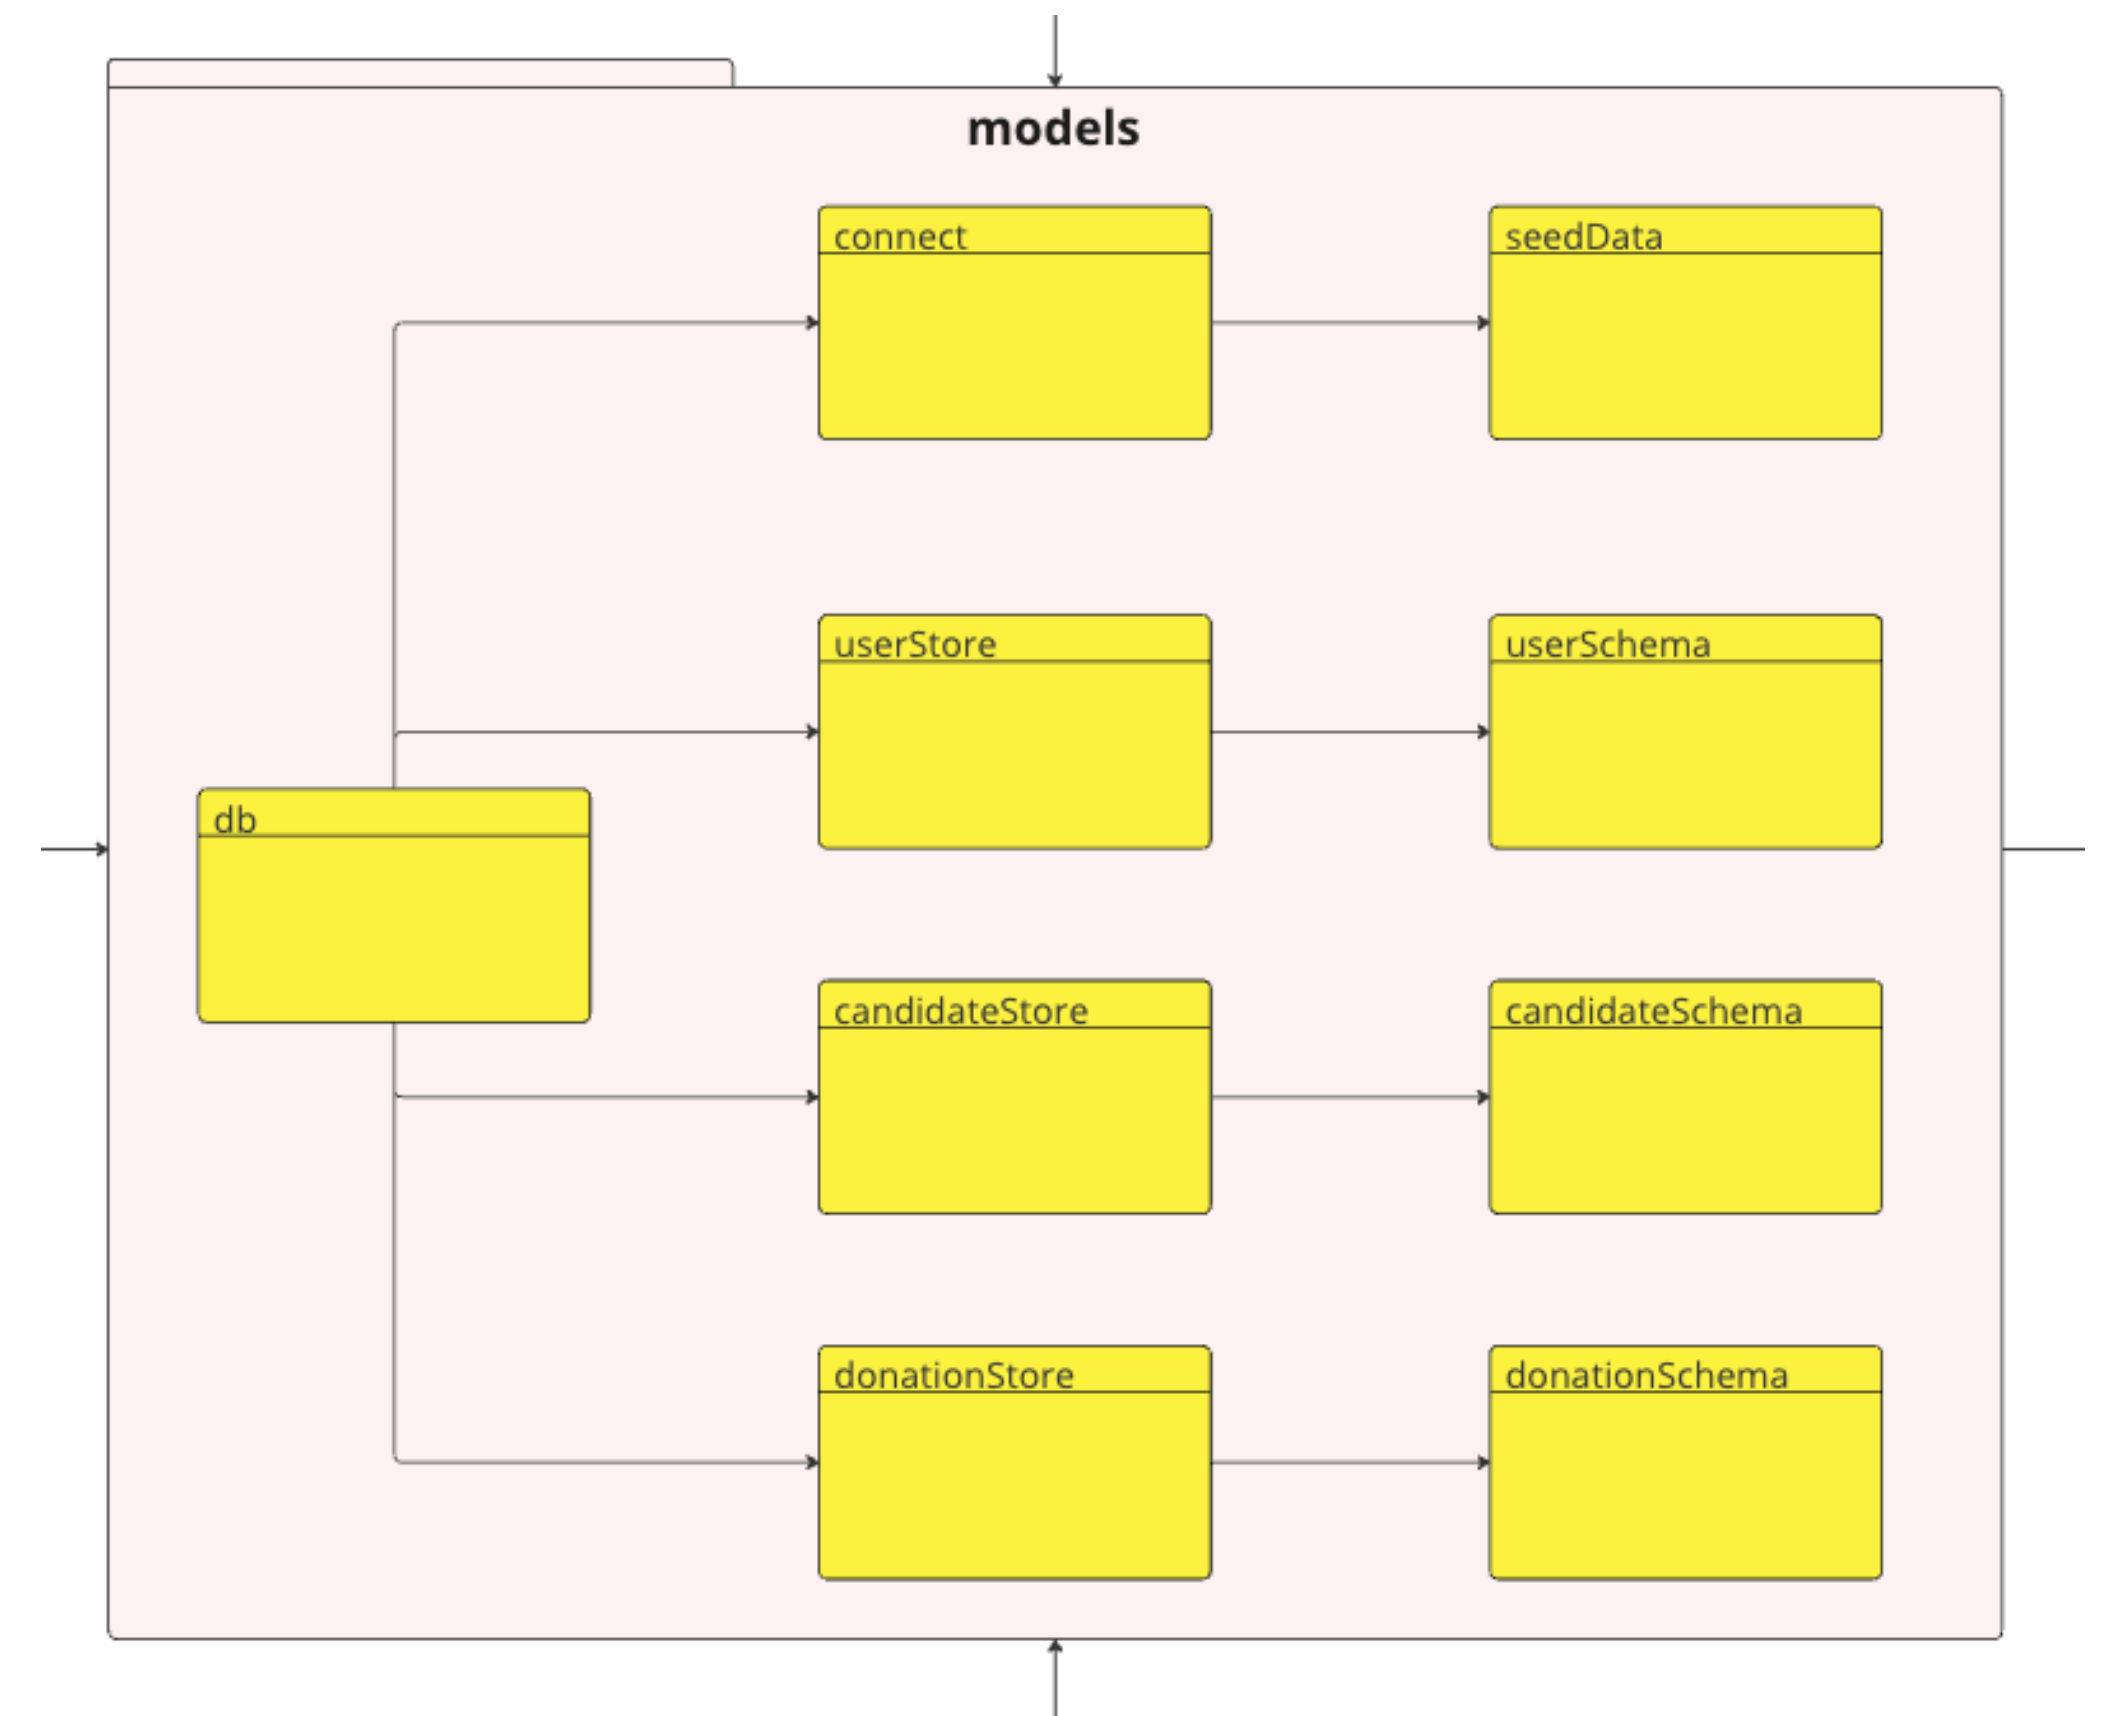 models
connect
seedData
userStore
userSchema
db
candidateStore
candidateSchema
donationStore
donationSchema